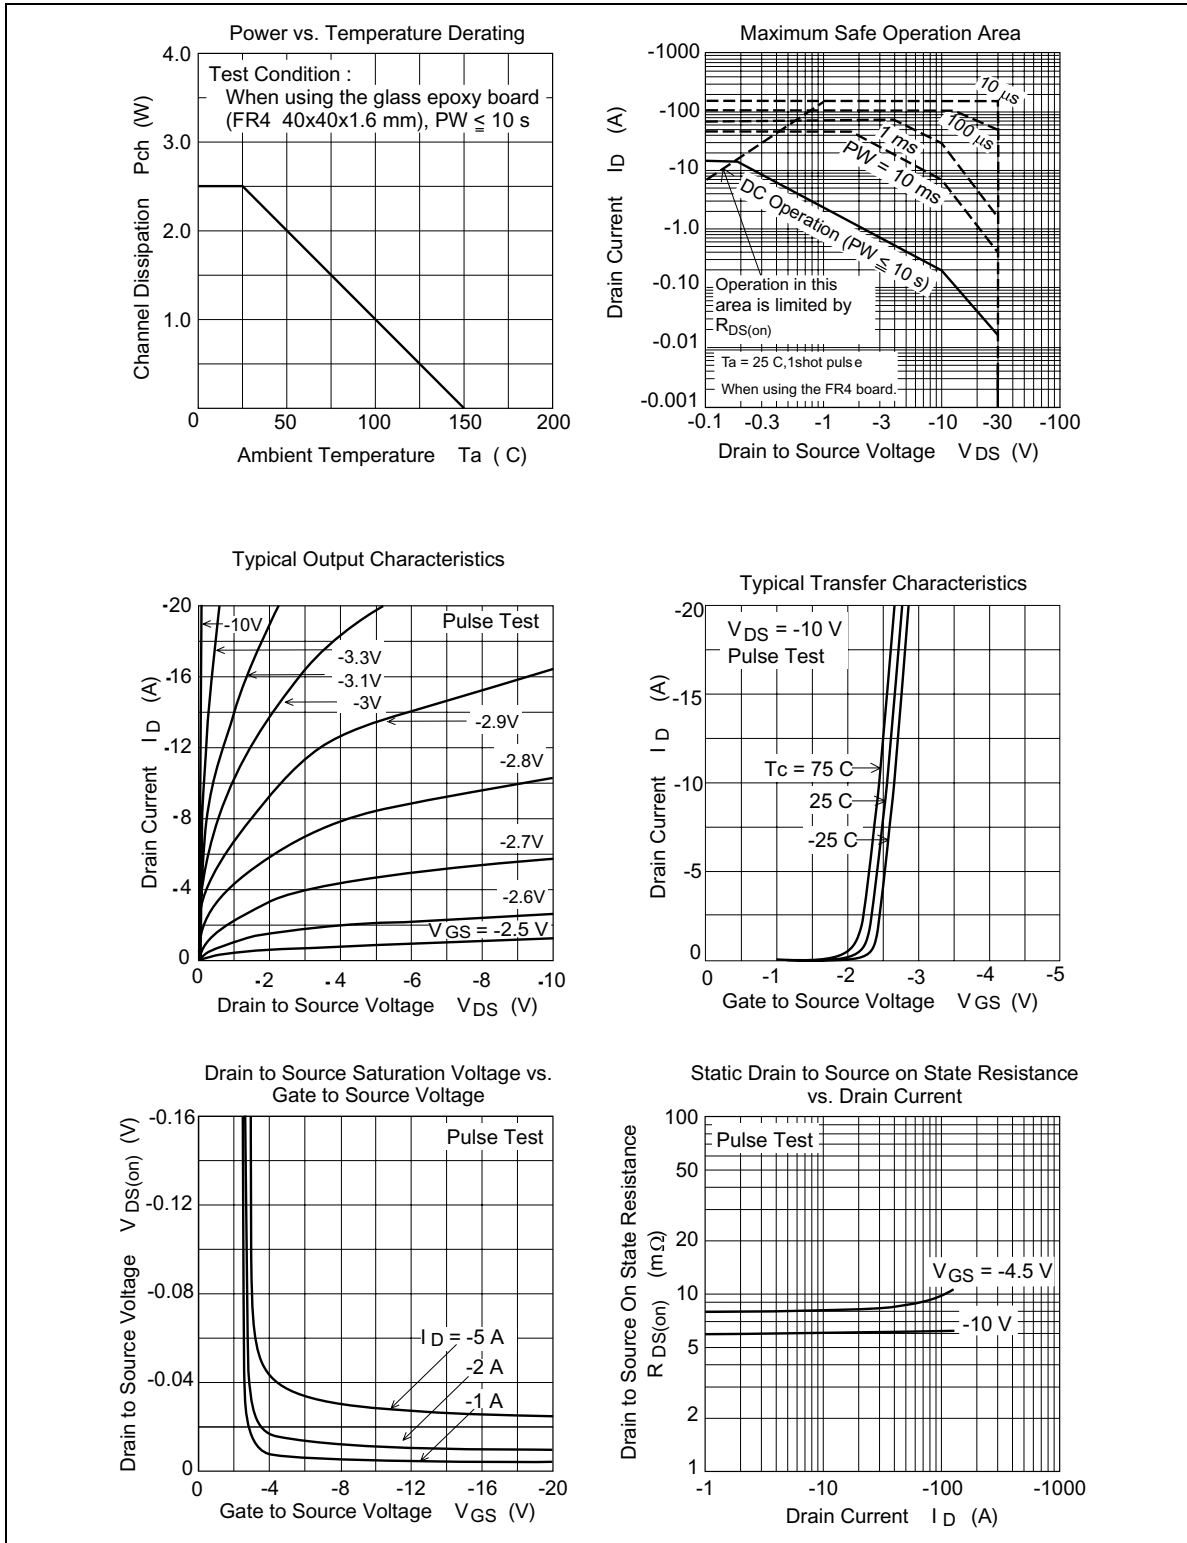 Power vs. Temperature Derating
4.0
3.0
2.0
1.0
0
50
100
150
200
Channel Dissipation Pch (W)
Ambient Temperature Ta ( C)
Test Condition :
When using the glass epoxy board
(FR4 40x40x1.6 mm), PW ≦ 10 s
Maximum Safe Operation Area
-1000
-100
-10
-1.0
-0.10
-0.01
-0.001
-0.1
-0.3
-1
-3
-10
-30
-100
Drain Current ID (A)
Drain to Source Voltage VDS (V)
10 µs
100 µs
1 ms
PW = 10 ms
DC Operation (PW ≦ 10 s)
Operation in this
area is limited by
RDS(on)
Ta = 25 C,1shot pulse
When using the FR4 board.
Typical Output Characteristics
-20
-16
-12
-8
-4
0
0
-2
-4
-6
-8
-10
Drain Current ID (A)
Drain to Source Voltage VDS (V)
Pulse Test
-10V
-3.3V
-3.1V
-3V
-2.9V
-2.8V
-2.7V
-2.6V
VGS = -2.5 V
Typical Transfer Characteristics
-20
-15
-10
-5
0
0
-1
-2
-3
-4
-5
Drain Current ID (A)
Gate to Source Voltage VGS (V)
VDS = -10 V
Pulse Test
Tc = 75 C
25 C
-25 C
Drain to Source Saturation Voltage vs.
Gate to Source Voltage
-0.16
-0.12
-0.08
-0.04
0
0
-4
-8
-12
-16
-20
Drain to Source Voltage VDS(on) (V)
Gate to Source Voltage VGS (V)
Pulse Test
ID = -5 A
-2 A
-1 A
Static Drain to Source on State Resistance
vs. Drain Current
100
50
20
10
5
2
1
-1
-10
-100
-1000
Drain to Source On State Resistance
RDS(on) (mΩ)
Drain Current ID (A)
Pulse Test
VGS = -4.5 V
-10 V